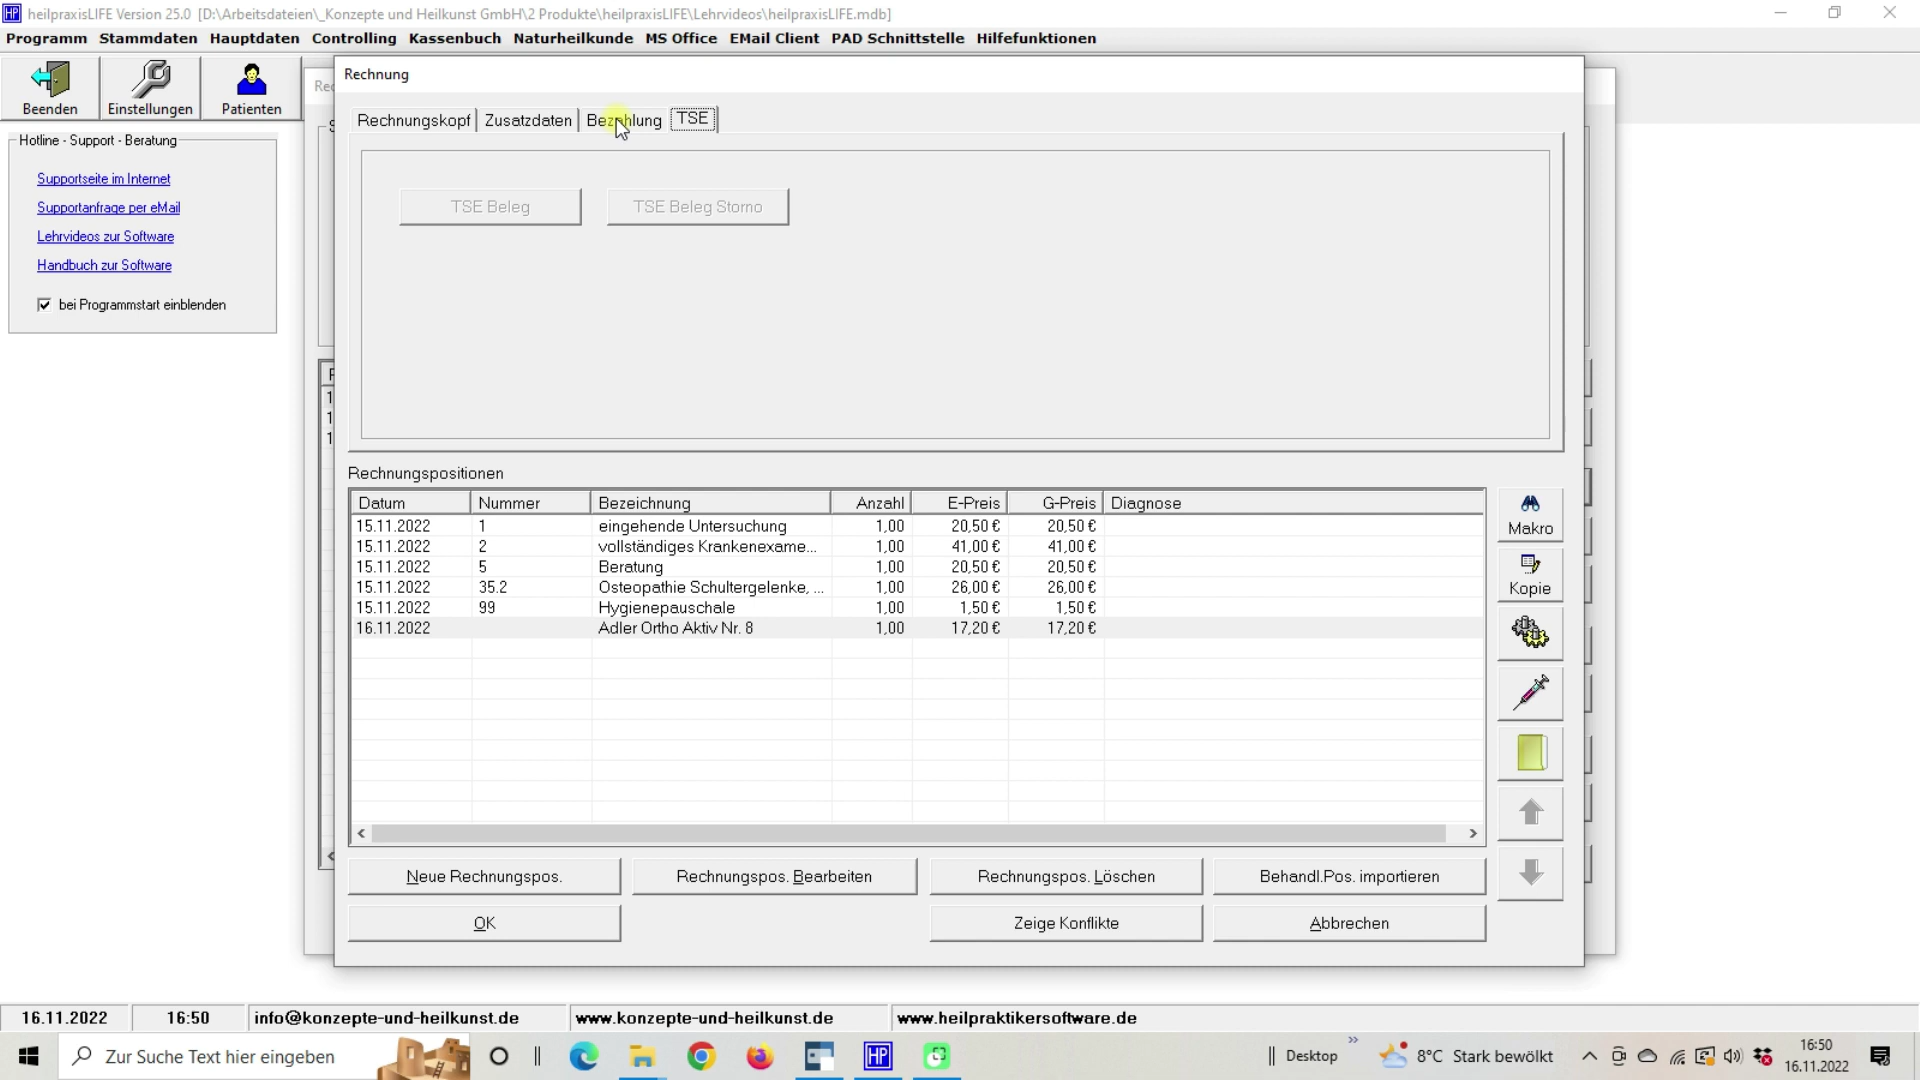 heilpraxisLIFE Version 25.0 [D:\Arbeitsdateien\_Konzepte und Heilkunst GmbH\2 Produkte\heilpraxisLIFE\Lehrvideos\heilpraxisLIFE.mdb]
Programm Stammdaten Hauptdaten Controlling Kassenbuch Naturheilkunde MS Office EMail Client PAD Schnittstelle Hilfefunktionen
Beenden Einstellungen Patienten
Rechnung
Rechnungskopf Zusatzdaten Bezahlung TSE
Hotline - Support - Beratung
Supportseite im Internet
Supportanfrage per eMail
Lehrvideos zur Software
Handbuch zur Software
bei Programmstart einblenden
TSE Beleg TSE Beleg Storno
Rechnungspositionen
Datum Nummer Bezeichnung Anzahl E-Preis G-Preis Diagnose
15.11.2022 1 eingehende Untersuchung 1,00 20,50 € 20,50 €
15.11.2022 2 vollständiges Krankenexame... 1,00 41,00 € 41,00 €
15.11.2022 5 Beratung 1,00 20,50 € 20,50 €
15.11.2022 35.2 Osteopathie Schultergelenke, ... 1,00 26,00 € 26,00 €
15.11.2022 99 Hygienepauschale 1,00 1,50 € 1,50 €
16.11.2022 Adler Ortho Aktiv Nr. 8 1,00 17,20 € 17,20 €
Makro
Kopie
Neue Rechnungspos. Rechnungspos. Bearbeiten Rechnungspos. Löschen Behandl.Pos. importieren
OK Zeige Konflikte Abbrechen
16.11.2022 16:50 info@konzepte-und-heilkunst.de www.konzepte-und-heilkunst.de www.heilpraktikersoftware.de
Zur Suche Text hier eingeben HP Desktop 8°C Stark bewölkt 16:50
16.11.2022